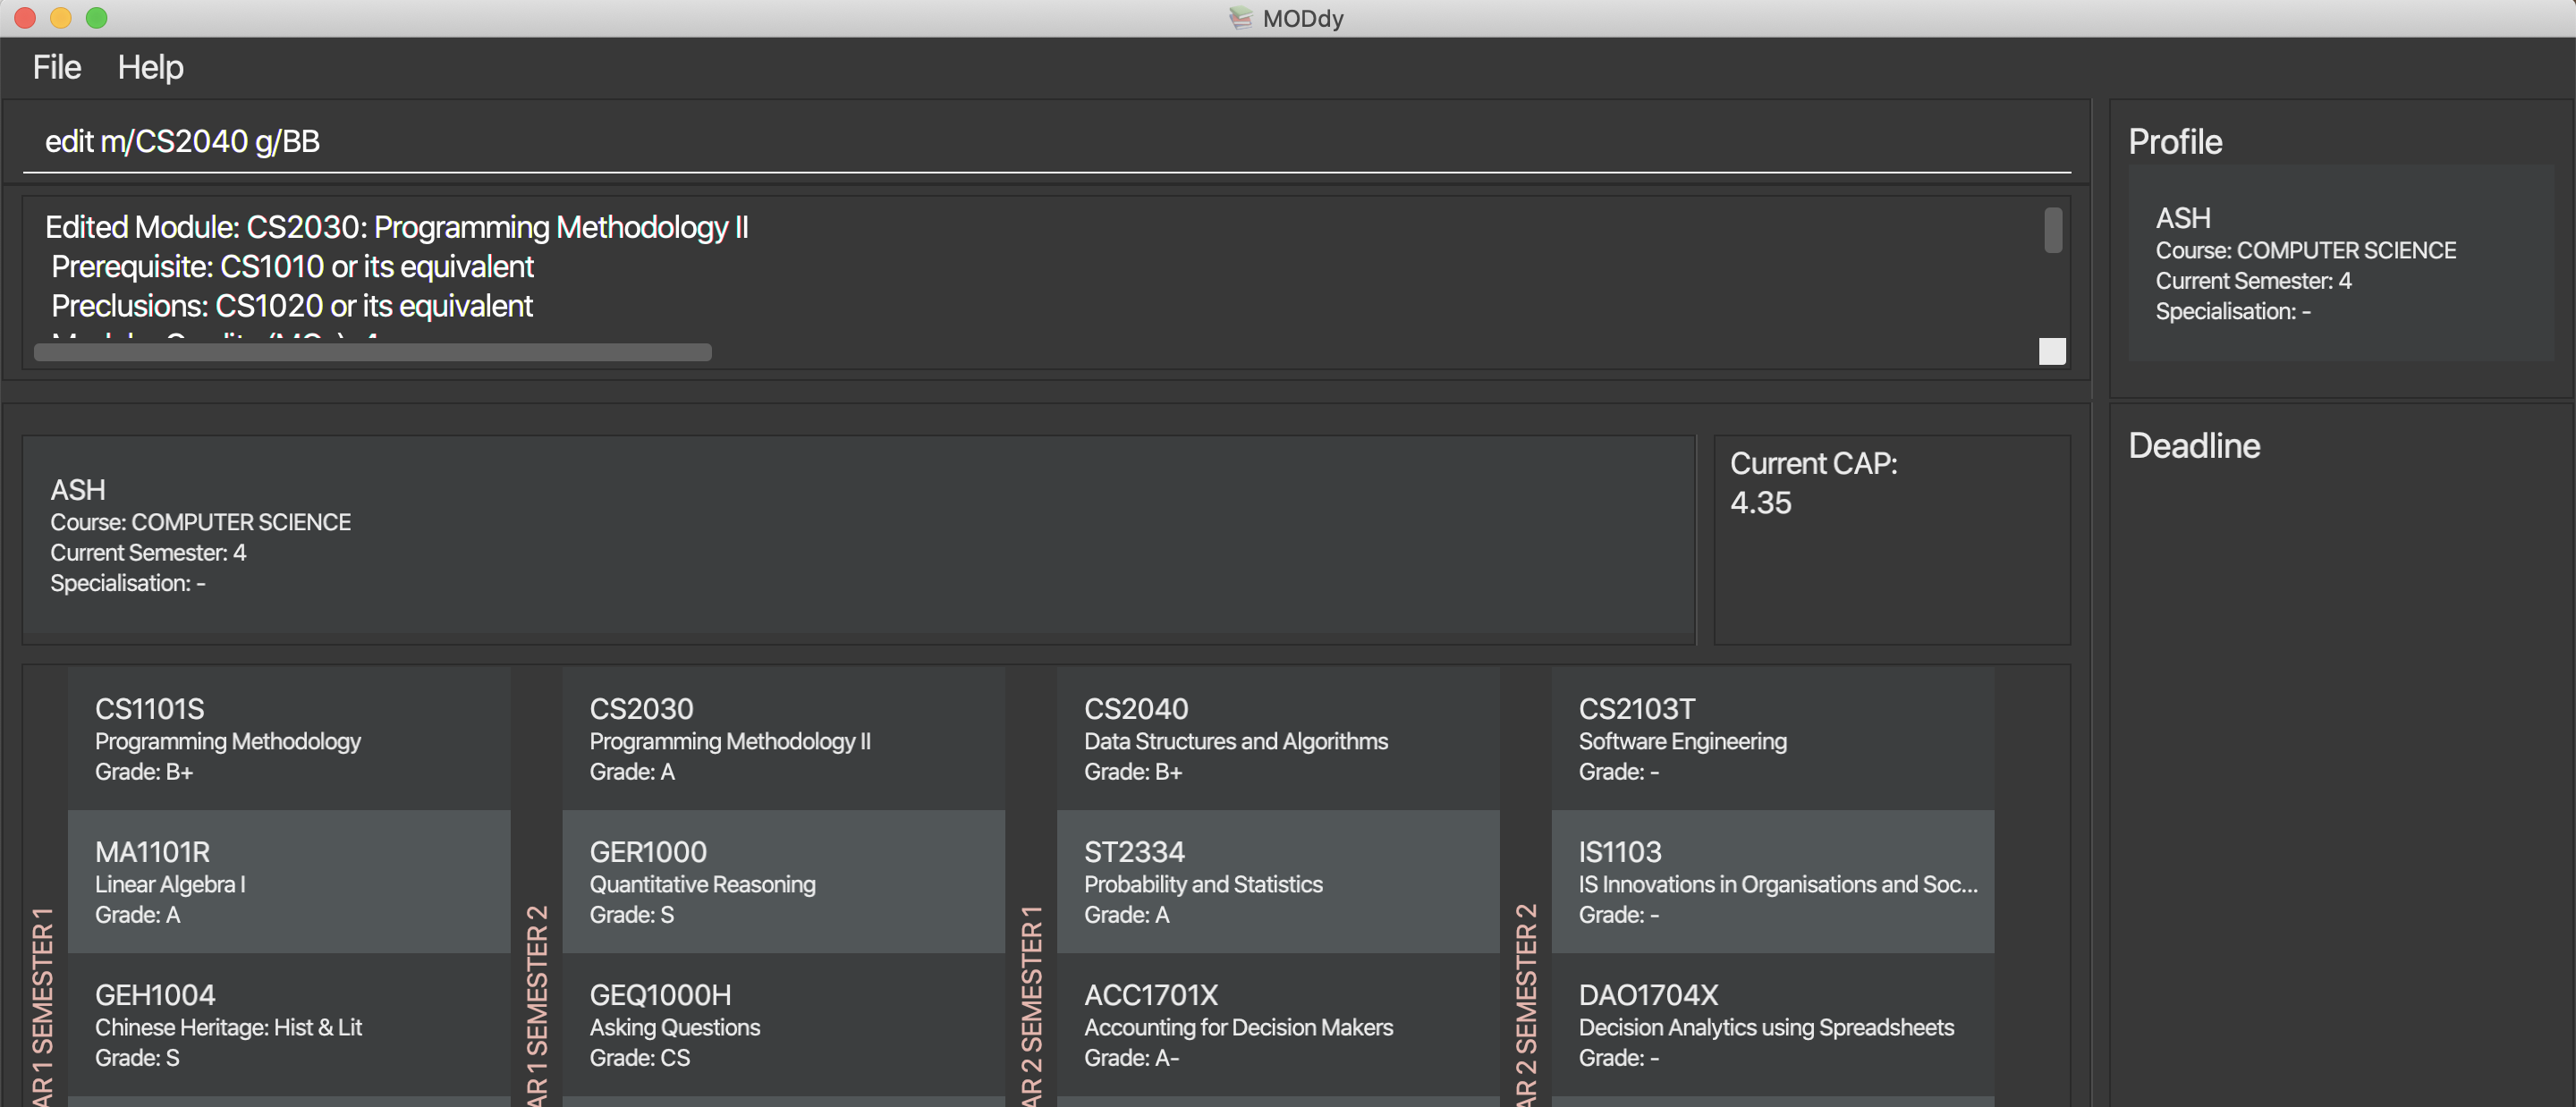 MODdy
File Help
edit m/CS2040 g/BB
Edited Module: CS2030: Programming Methodology II
Prerequisite: CS1010 or its equivalent
Preclusions: CS1020 or its equivalent
Profile
ASH
Course: COMPUTER SCIENCE
Current Semester: 4
Specialisation: -
Deadline
ASH
Course: COMPUTER SCIENCE
Current Semester: 4
Specialisation: -
Current CAP:
4.35
AR 1 SEMESTER 1
CS1101S
Programming Methodology
Grade: B+
MA1101R
Linear Algebra I
Grade: A
GEH1004
Chinese Heritage: Hist & Lit
Grade: S
AR 1 SEMESTER 2
CS2030
Programming Methodology II
Grade: A
GER1000
Quantitative Reasoning
Grade: S
GEQ1000H
Asking Questions
Grade: CS
AR 2 SEMESTER 1
CS2040
Data Structures and Algorithms
Grade: B+
ST2334
Probability and Statistics
Grade: A
ACC1701X
Accounting for Decision Makers
Grade: A-
AR 2 SEMESTER 2
CS2103T
Software Engineering
Grade: -
IS1103
IS Innovations in Organisations and Soc...
Grade: -
DAO1704X
Decision Analytics using Spreadsheets
Grade: -